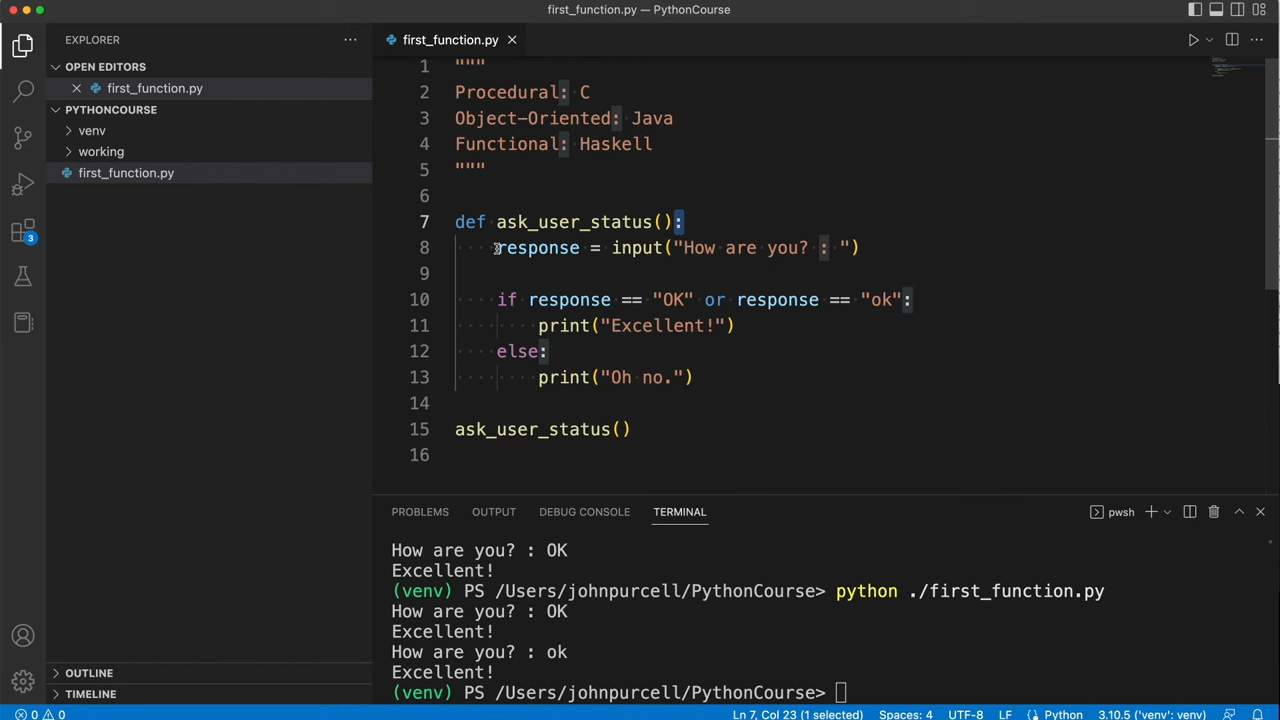 first_function.py — PythonCourse
EXPLORER
OPEN EDITORS
first_function.py
PYTHONCOURSE
venv
working
first_function.py
3
OUTLINE
TIMELINE
first_function.py
1 """
2 Procedural: C
3 Object-Oriented: Java
4 Functional: Haskell
5 """
6
7 def ask_user_status():
8 response = input("How are you? : ")
9
10 if response == "OK" or response == "ok":
11 print("Excellent!")
12 else:
13 print("Oh no.")
14
15 ask_user_status()
16
PROBLEMS OUTPUT DEBUG CONSOLE TERMINAL pwsh
How are you? : OK
Excellent!
(venv) PS /Users/johnpurcell/PythonCourse> python ./first_function.py
How are you? : OK
Excellent!
How are you? : ok
Excellent!
(venv) PS /Users/johnpurcell/PythonCourse>
0 0 Ln 7, Col 23 (1 selected) Spaces: 4 UTF-8 LF Python 3.10.5 ('venv': venv)